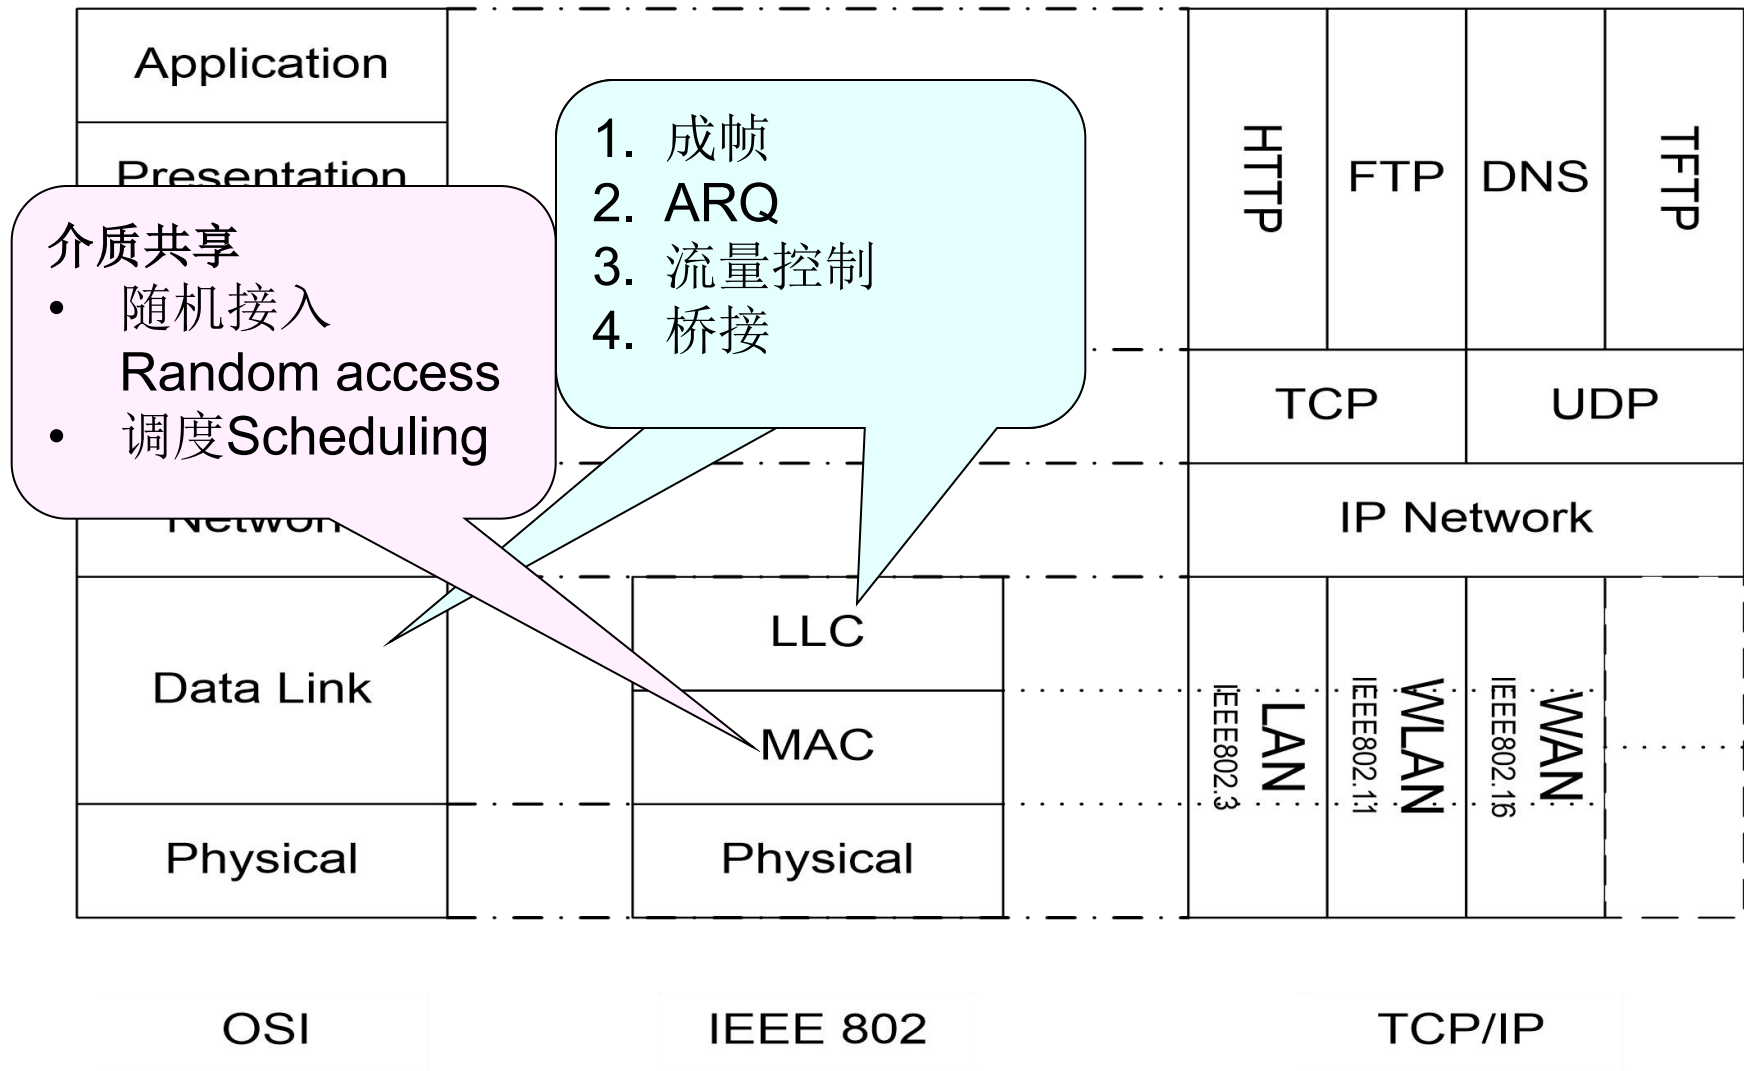 Application
Presentation
介质共享
• 随机接入
Random access
• 调度Scheduling
Network
Data Link
Physical
OSI
1. 成帧
2. ARQ
3. 流量控制
4. 桥接
LLC
MAC
Physical
IEEE 802
HTTP
FTP
DNS
TFTP
TCP
UDP
IP Network
LAN
IEEE802.3
WLAN
IEEE802.11
WAN
IEEE802.16
TCP/IP